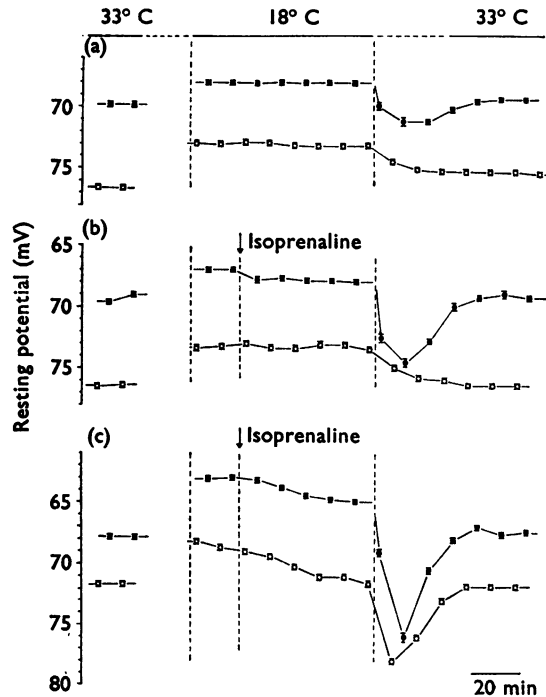 33° C 18° C 33° C
(a)
70
75
(b)
65
Isoprenaline
70
75
(c)
Isoprenaline
65
70
75
80
20 min
Resting potential (mV)